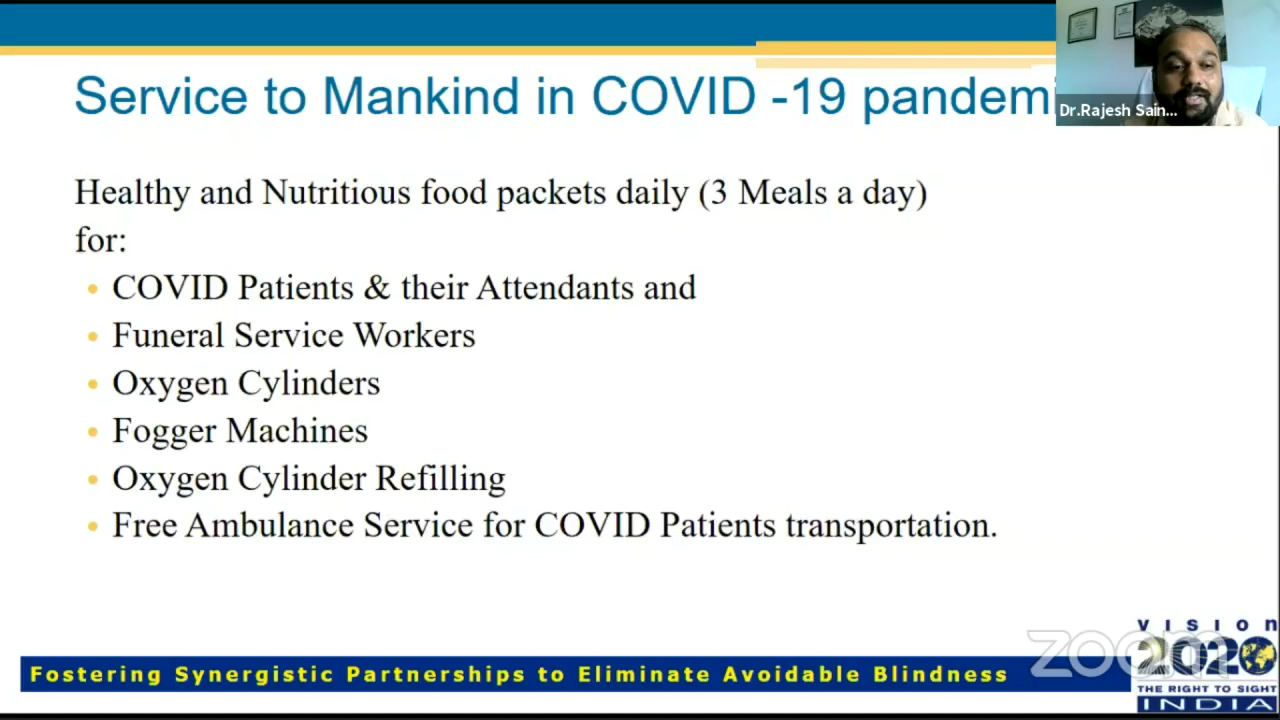 Service to Mankind in COVID -19 pandemi
Dr.Rajesh Sain...
Healthy and Nutritious food packets daily (3 Meals a day)
for:
• COVID Patients & their Attendants and
• Funeral Service Workers
• Oxygen Cylinders
• Fogger Machines
• Oxygen Cylinder Refilling
• Free Ambulance Service for COVID Patients transportation.
Fostering Synergistic Partnerships to Eliminate Avoidable Blindness
zoom
VISION
2020
THE RIGHT TO SIGHT
INDIA